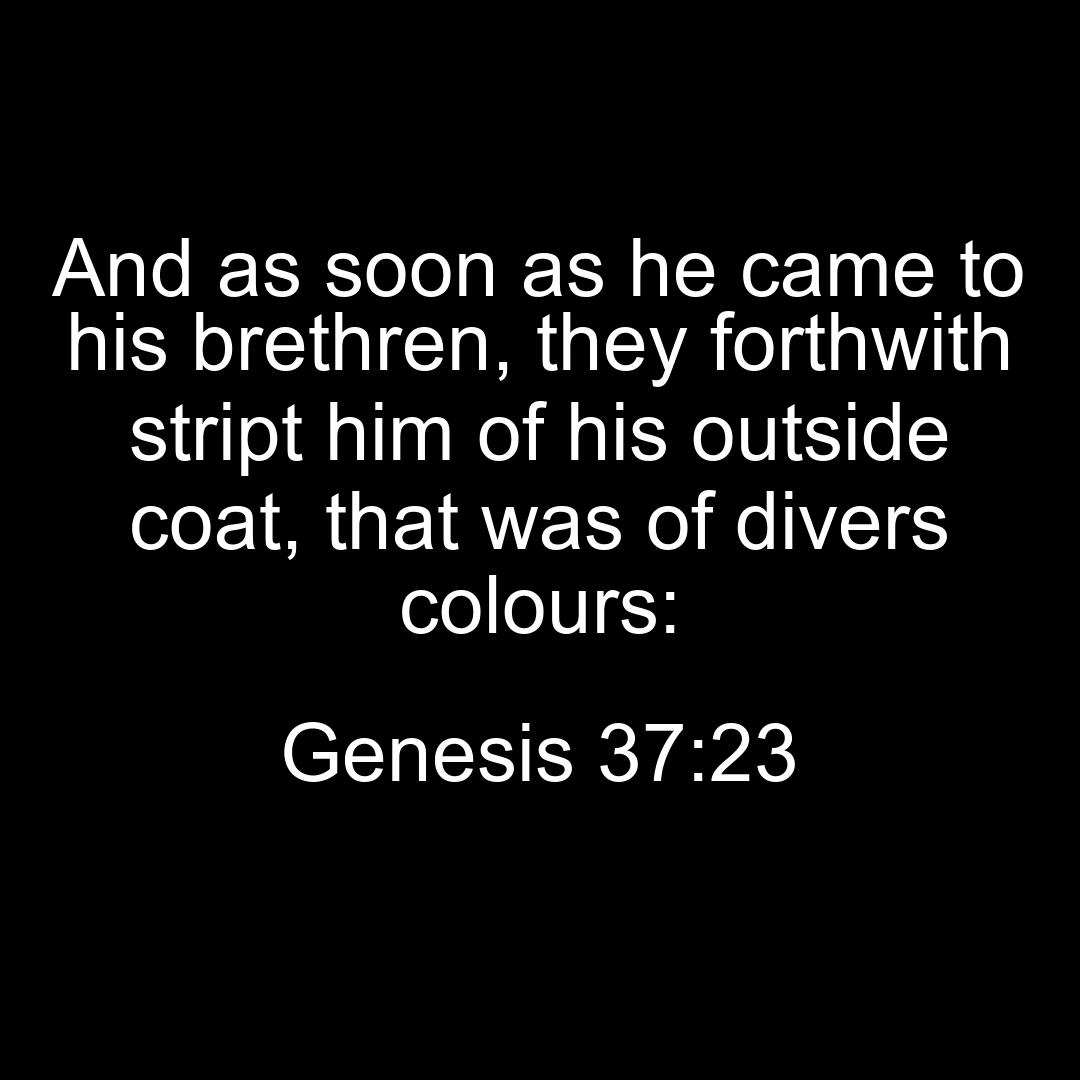 And as soon as he came to
his brethren, they forthwith
stript him of his outside
coat, that was of divers
colours:
Genesis 37:23